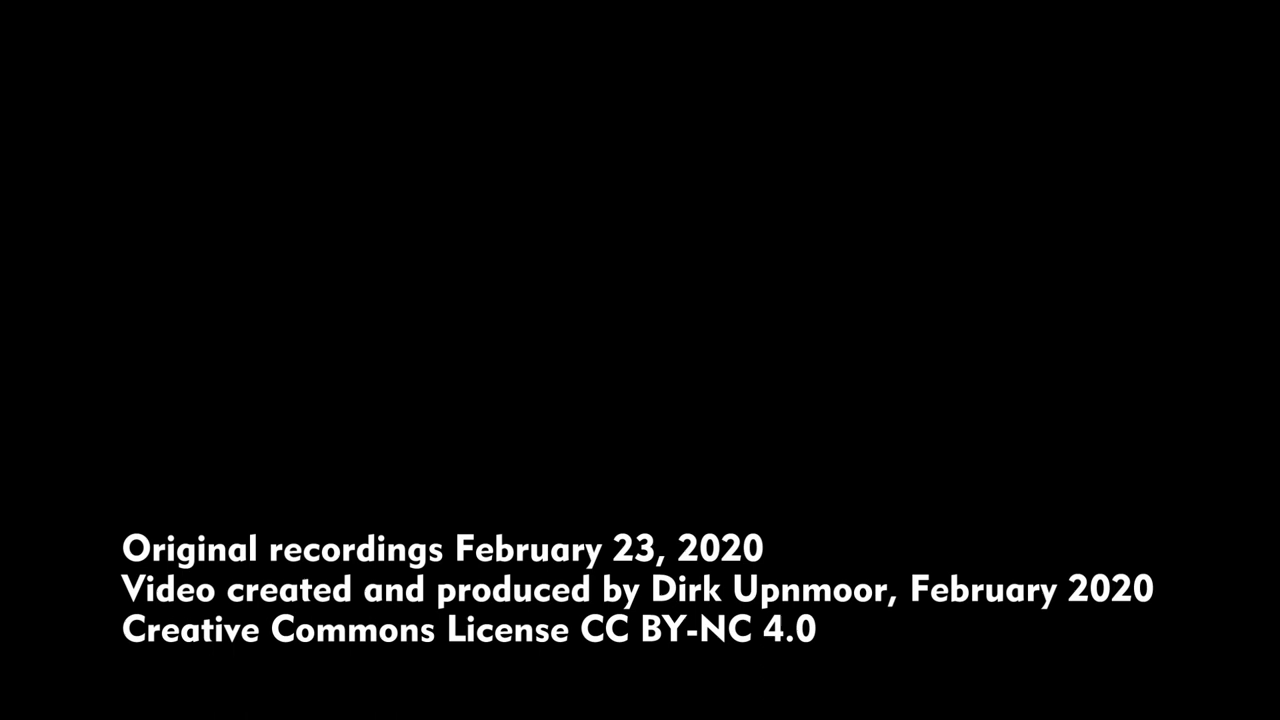 Original recordings February 23, 2020
Video created and produced by Dirk Upnmoor, February 2020
Creative Commons License CC BY-NC 4.0